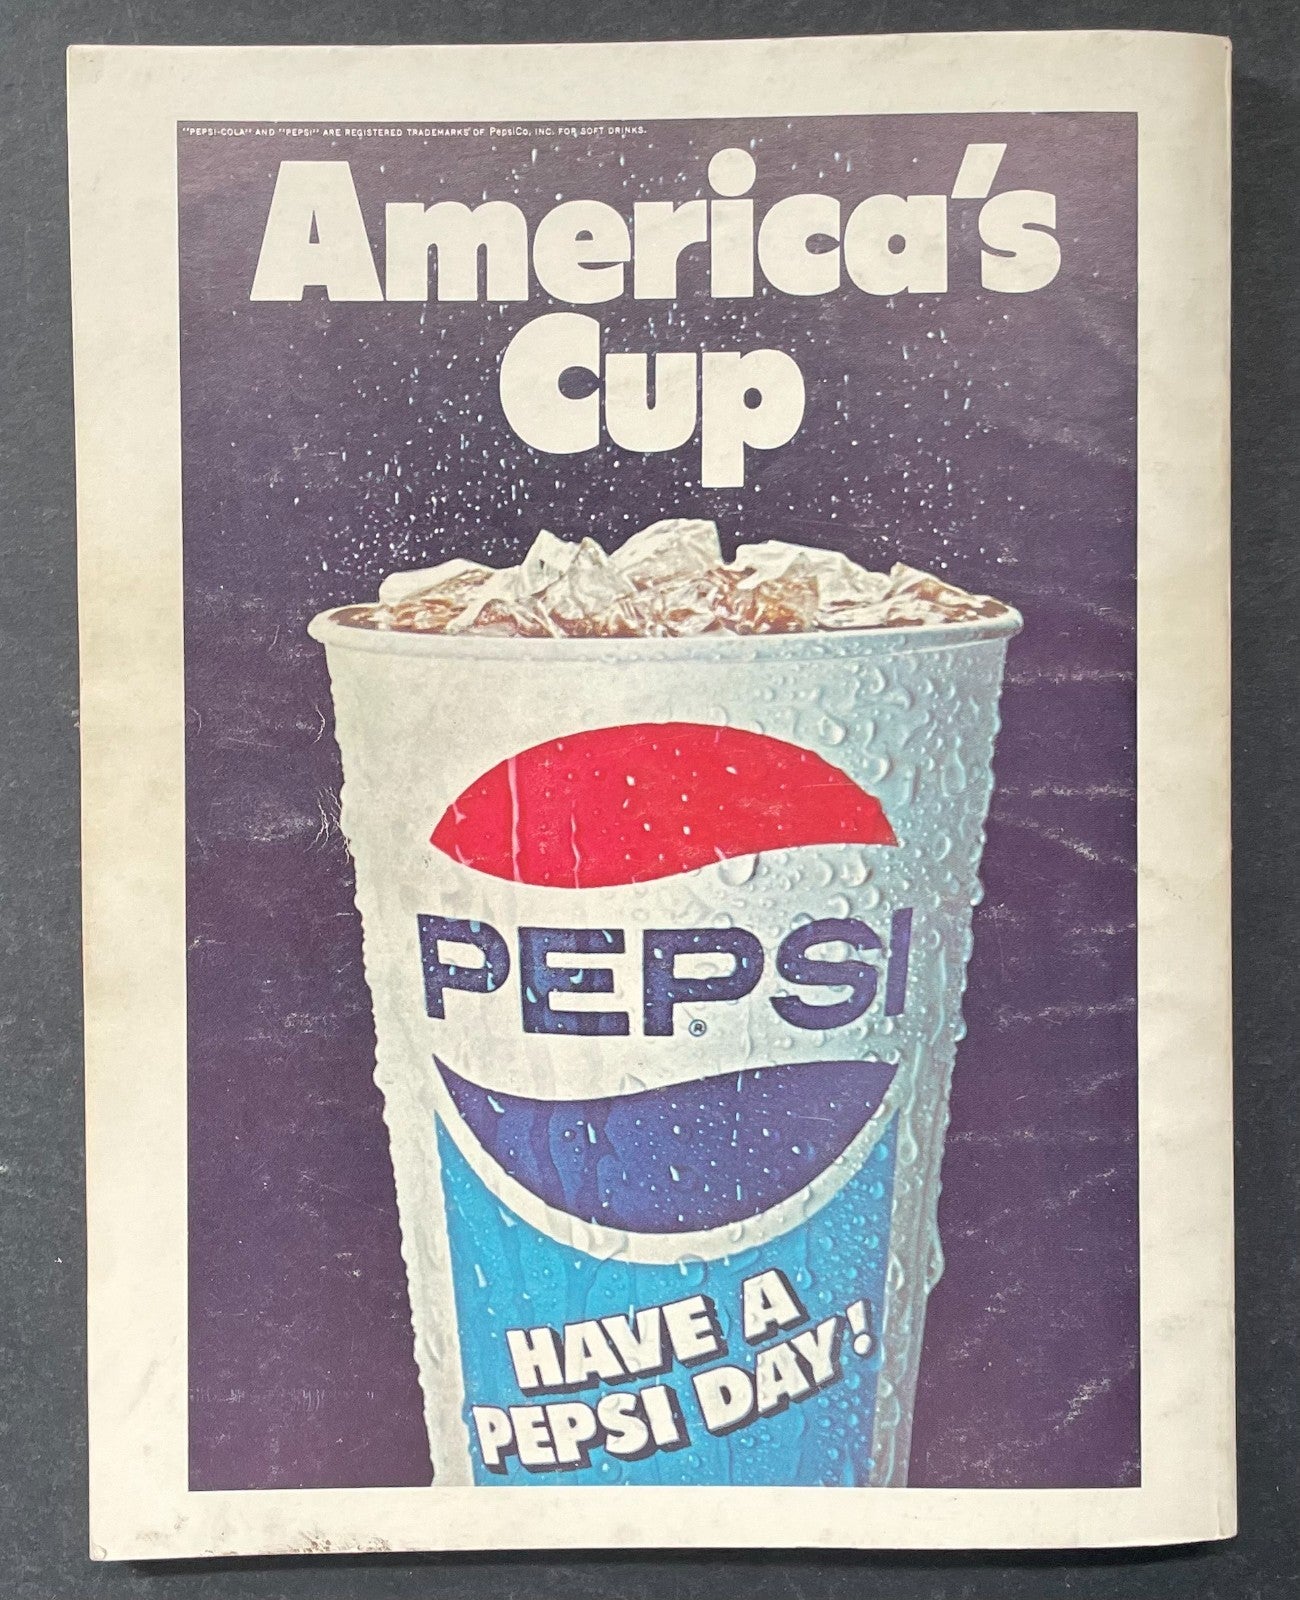 "PEPSI-COLA" AND "PEPSI" ARE REGISTERED TRADEMARKS OF PepsiCo, INC. FOR SOFT DRINKS.
America's
Cup
PEPSI
®
HAVE A
PEPSI DAY!